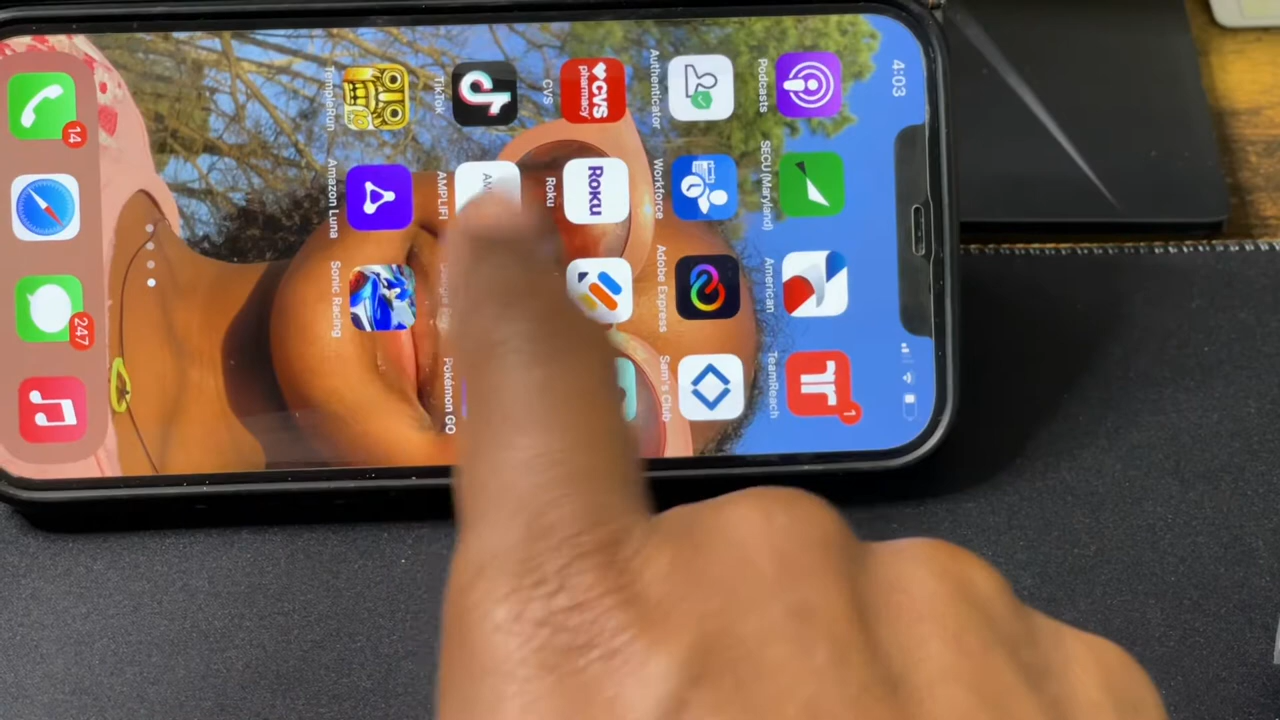 4:03
Podcasts
SECU (Maryland)
American
TeamReach
1
Authenticator
Workforce
Adobe Express
Sam's Club
CVS
pharmacy
CVS
Roku
Roku
TikTok
AMPLIFI
Pokémon GO
TempleRun
Amazon Luna
Sonic Racing
14
247